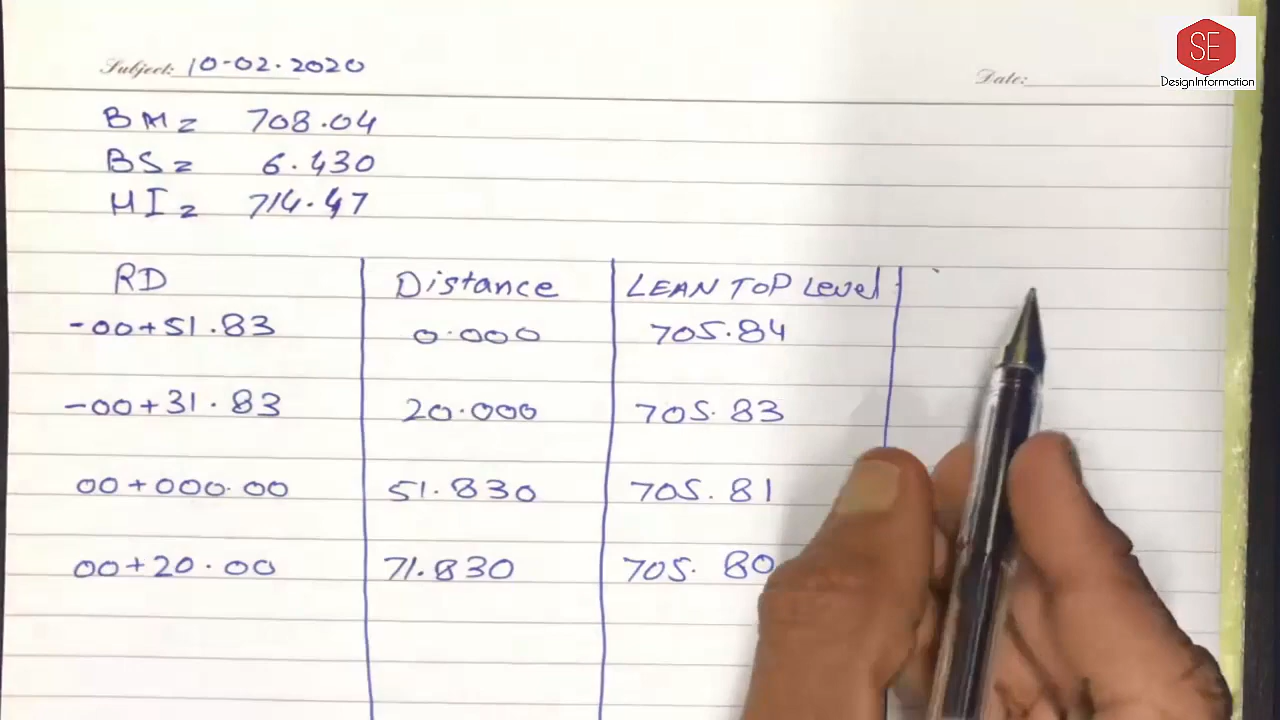 SE
DesignInformation
Subject: 10-02.2020
Date:
BM= 708.04
BS= 6.430
HI= 714.47
RD Distance LEAN TOP Level
-00+51.83 0.000 705.84
-00+31.83 20.000 705.83
00+000.00 51.830 705.81
00+20.00 71.830 705.80